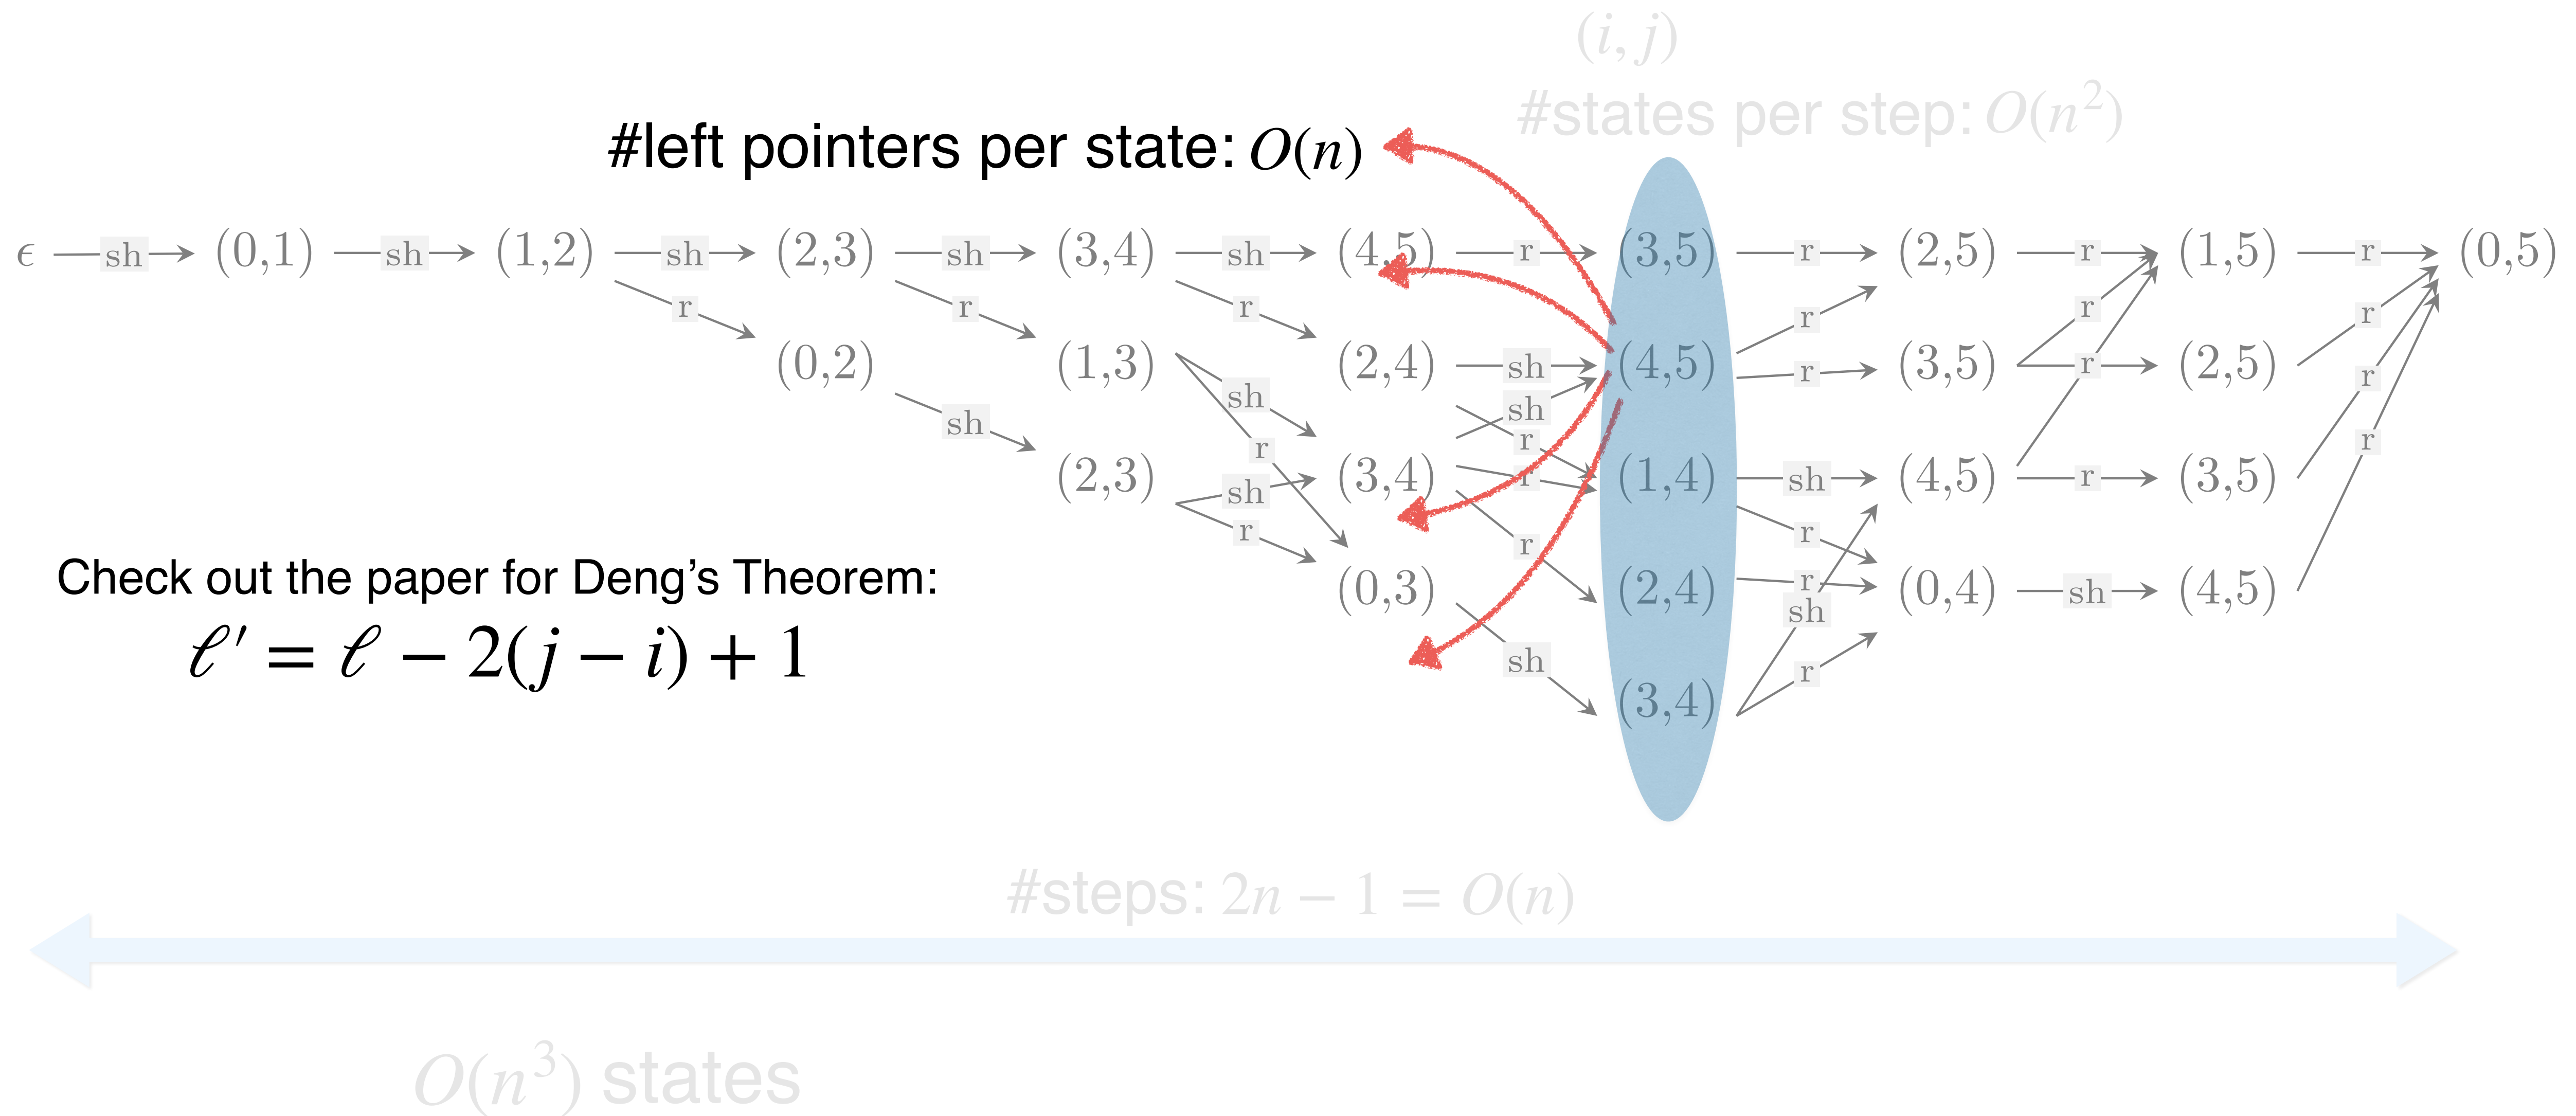 (i, j)
#states per step: O(n²)
#left pointers per state: O(n)
ϵ sh (0,1) sh (1,2) sh (2,3) sh (3,4) sh (4,5) r (3,5) r (2,5) r (1,5) r (0,5)
r r r r r r
(0,2) (1,3) (2,4) sh (4,5) r (3,5) r (2,5)
sh sh sh r r
r r
(2,3) sh (3,4) r (1,4) sh (4,5) r (3,5) r
r r r
Check out the paper for Deng’s Theorem:
(0,3) (2,4) r (0,4) sh (4,5)
sh
ℓ′ = ℓ − 2(j − i) + 1
sh r
(3,4)
#steps: 2n − 1 = O(n)
O(n³) states